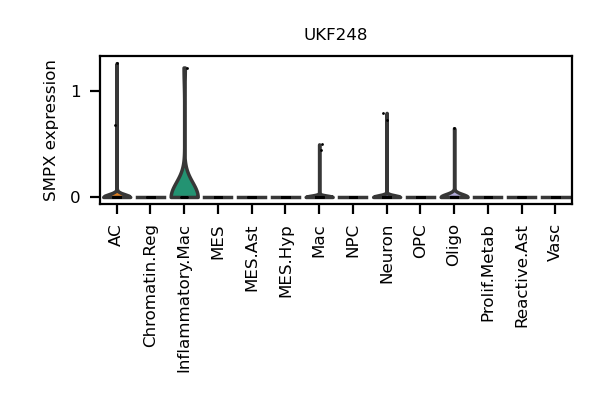 UKF248
SMPX expression
1
0
AC
Chromatin.Reg
Inflammatory.Mac
MES
MES.Ast
MES.Hyp
Mac
NPC
Neuron
OPC
Oligo
Prolif.Metab
Reactive.Ast
Vasc